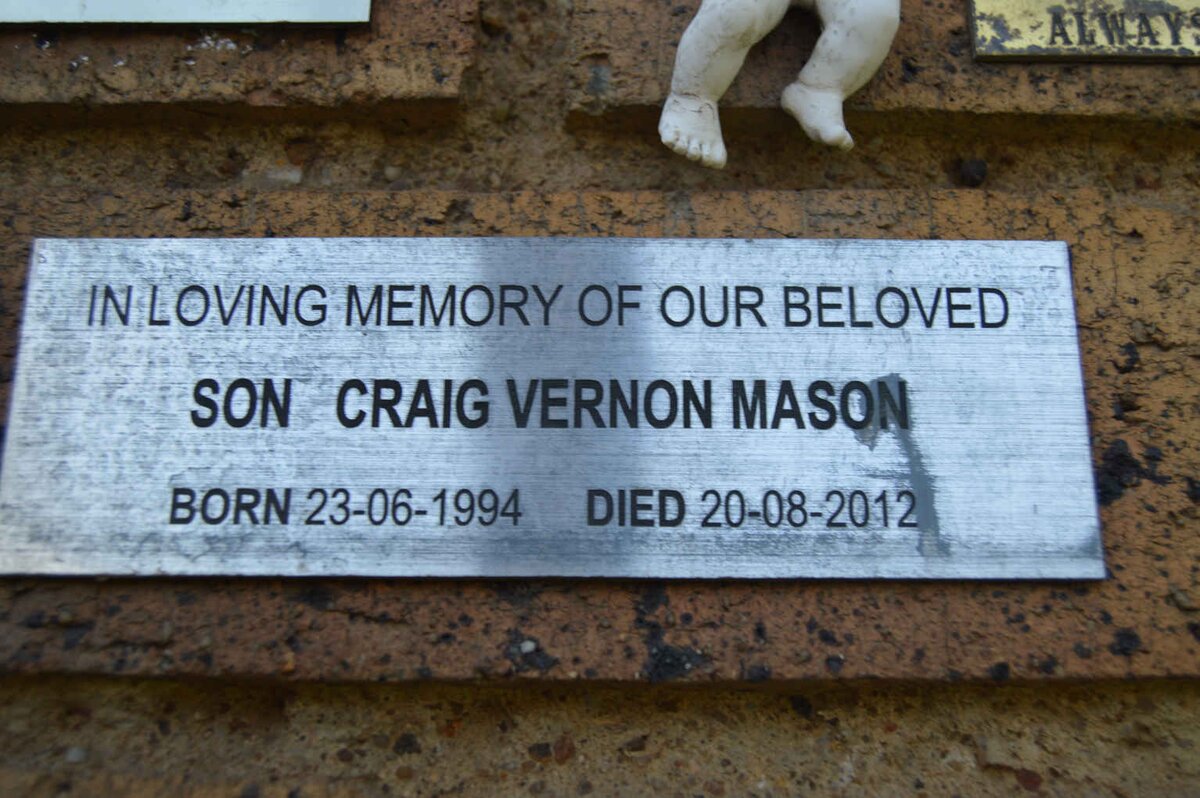 ALWAYS
IN LOVING MEMORY OF OUR BELOVED
SON CRAIG VERNON MASON
BORN 23-06-1994 DIED 20-08-2012